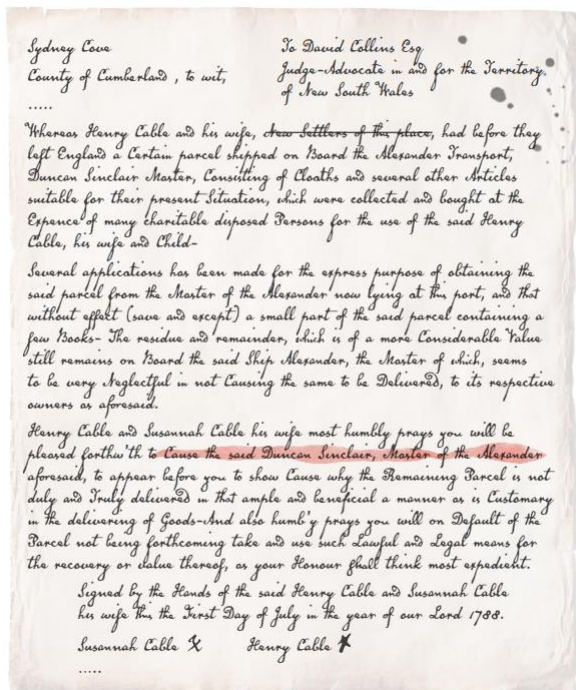 Sydney Cove
County of Cumberland , to wit,
.....
To David Collins Esq
Judge-Advocate in and for the Territory.
of New South Wales
Whereas Henry Cable and his wife, New Settlers of this place, had before they
left England a Certain parcel shipped on Board the Alexander Transport,
Duncan Sinclair Master, Consisting of Cloaths and several other Articles
suitable for their present Situation, which were collected and bought at the
Expence of many charitable disposed Persons for the use of the said Henry
Cable, his wife and Child-
Several applications has been made for the express purpose of obtaining the
said parcel from the Master of the Alexander now lying at this port, and that
without effect (save and except) a small part of the said parcel containing a
few Books- The residue and remainder, which is of a more Considerable Value
still remains on Board the said Ship Alexander, the Master of which, seems
to be very Neglectful in not Causing the same to be Delivered, to its respective
owners as aforesaid.
Henry Cable and Susannah Cable his wife most humbly prays you will be
pleased forthw'th to Cause the said Duncan Sinclair, Master of the Alexander
aforesaid, to appear before you to show Cause why the Remaining Parcel is not
duly and Truly delivered in that ample and beneficial a manner as is Customary
in the delivering of Goods-And also humb'y prays you will on Default of the
Parcel not being forthcoming take and use such Lawful and Legal means for
the recovery or value thereof, as your Honour shall think most expedient.
Signed by the Hands of the said Henry Cable and Susannah Cable
his wife this the First Day of July in the year of our Lord 1788.
Susannah Cable X Henry Cable X
.....